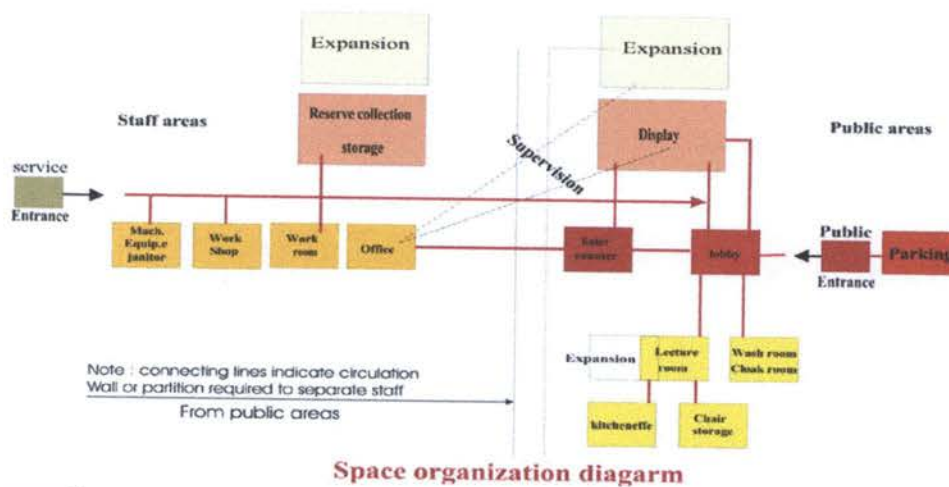 Expansion
Expansion
Reserve collection
storage
Display
Staff areas
Public areas
Supervision
service
Entrance
Mach.
Equip.e
janitor
Work
Shop
Work
room
Office
counter
lobby
Public
Entrance
Parking
Expansion
Lecture
room
Wash room
Cloak room
kitcheneffe
Chair
storage
Note : connecting lines indicate circulation
Wall or partition required to separate staff
From public areas
Space organization diagarm